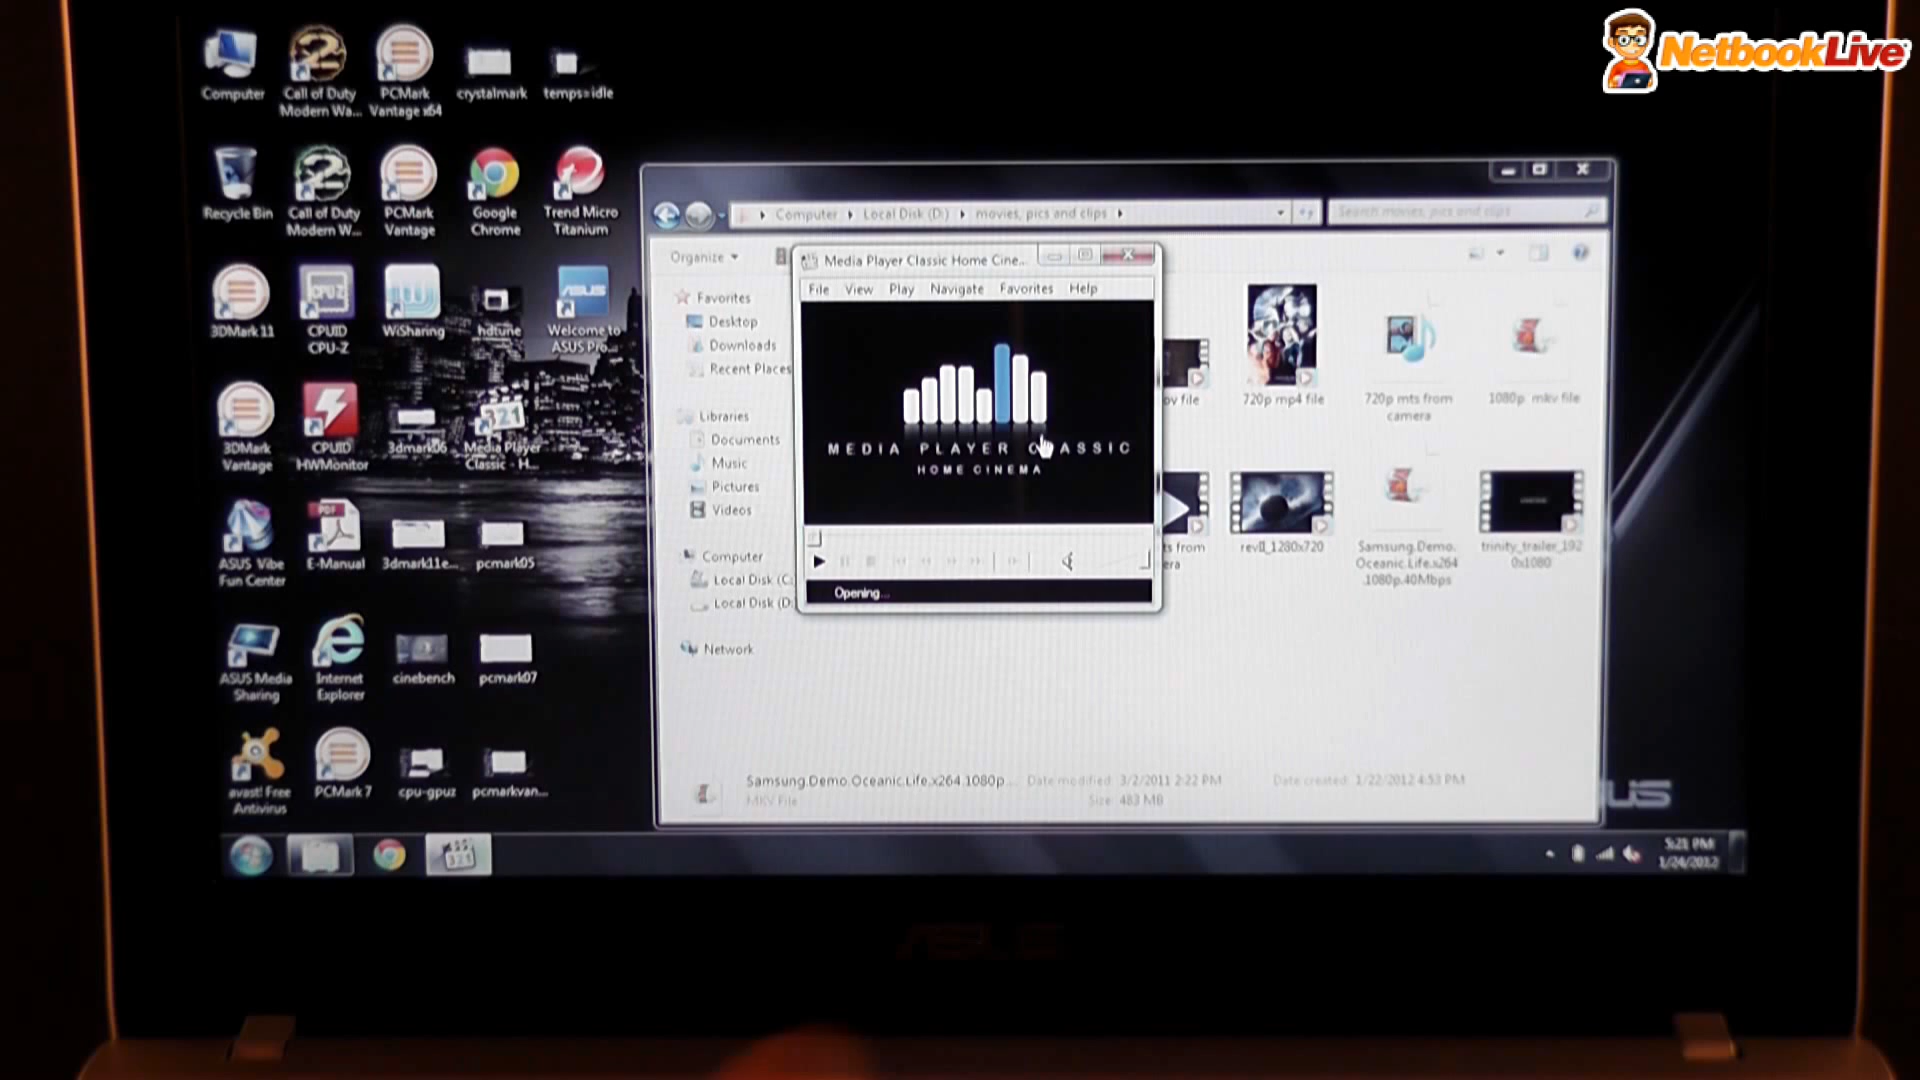 NetbookLive
Computer
Call of Duty
Modern Wa...
PCMark
Vantage x64
crystalmark
temps=idle
Recycle Bin
Call of Duty
Modern W...
PCMark
Vantage
Google
Chrome
Trend Micro
Titanium
3DMark 11
CPUID
CPU-Z
WiSharing
hdtune
Welcome to
ASUS Pro...
3DMark
Vantage
CPUID
HWMonitor
3dmark06
Media Player
Classic - H...
ASUS Vibe
Fun Center
E-Manual
3dmark11e...
pcmark05
ASUS Media
Sharing
Internet
Explorer
cinebench
pcmark07
avast! Free
Antivirus
PCMark 7
cpu-gpuz
pcmarkvan...
Computer
Local Disk (D:)
movies, pics and clips
Search movies, pics and clips
Organize
Favorites
Desktop
Downloads
Recent Places
Libraries
Documents
Music
Pictures
Videos
Computer
Local Disk (C:
Local Disk (D:
Network
Media Player Classic Home Cine...
File View Play Navigate Favorites Help
MEDIA PLAYER CLASSIC
HOME CINEMA
Opening...
ov file
720p mp4 file
720p mts from
camera
1080p mkv file
ts from
era
revII_1280x720
Samsung.Demo.
Oceanic.Life.x264
.1080p.40Mbps
trinity_trailer_192
0x1080
Samsung.Demo.Oceanic.Life.x264.1080p... Date modified: 3/2/2011 2:22 PM Date created: 1/22/2012 4:53 PM
MKV File Size: 483 MB
5:21 PM
1/24/2012
ASUS